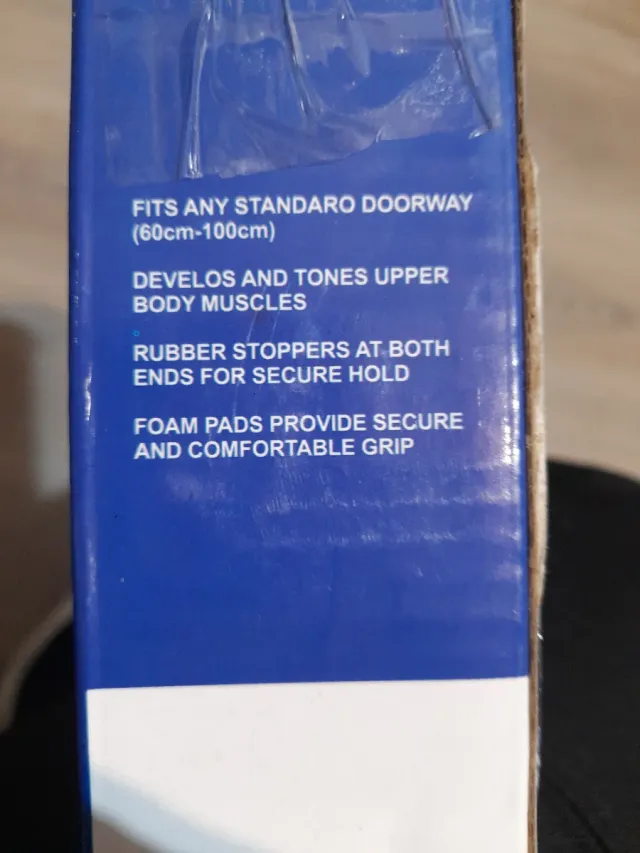 FITS ANY STANDARO DOORWAY
(60cm-100cm)
DEVELOS AND TONES UPPER
BODY MUSCLES
RUBBER STOPPERS AT BOTH
ENDS FOR SECURE HOLD
FOAM PADS PROVIDE SECURE
AND COMFORTABLE GRIP